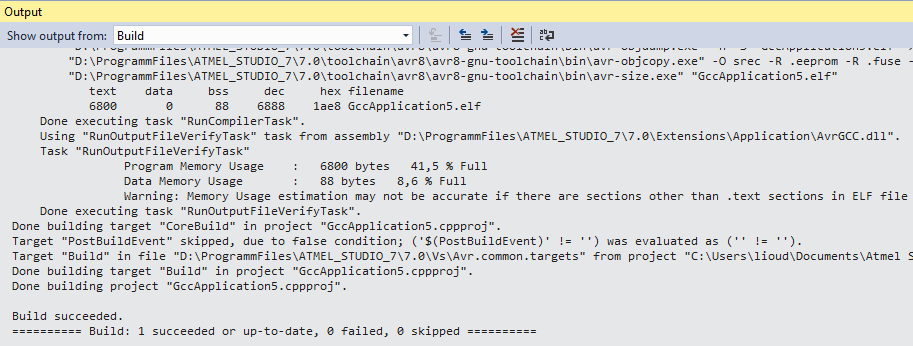 Output
Show output from: Build
"D:\ProgrammFiles\ATMEL_STUDIO_7\7.0\toolchain\avr8\avr8-gnu-toolchain\bin\avr-objdump.exe"
"D:\ProgrammFiles\ATMEL_STUDIO_7\7.0\toolchain\avr8\avr8-gnu-toolchain\bin\avr-objcopy.exe" -O srec -R .eeprom -R .fuse -
"D:\ProgrammFiles\ATMEL_STUDIO_7\7.0\toolchain\avr8\avr8-gnu-toolchain\bin\avr-size.exe" "GccApplication5.elf"
text data bss dec hex filename
6800 0 88 6888 1ae8 GccApplication5.elf
Done executing task "RunCompilerTask".
Using "RunOutputFileVerifyTask" task from assembly "D:\ProgrammFiles\ATMEL_STUDIO_7\7.0\Extensions\Application\AvrGCC.dll".
Task "RunOutputFileVerifyTask"
Program Memory Usage : 6800 bytes 41,5 % Full
Data Memory Usage : 88 bytes 8,6 % Full
Warning: Memory Usage estimation may not be accurate if there are sections other than .text sections in ELF file
Done executing task "RunOutputFileVerifyTask".
Done building target "CoreBuild" in project "GccApplication5.cppproj".
Target "PostBuildEvent" skipped, due to false condition; ('$(PostBuildEvent)' != '') was evaluated as ('' != '').
Target "Build" in file "D:\ProgrammFiles\ATMEL_STUDIO_7\7.0\Vs\Avr.common.targets" from project "C:\Users\lioud\Documents\Atmel S
Done building target "Build" in project "GccApplication5.cppproj".
Done building project "GccApplication5.cppproj".
Build succeeded.
========== Build: 1 succeeded or up-to-date, 0 failed, 0 skipped ==========